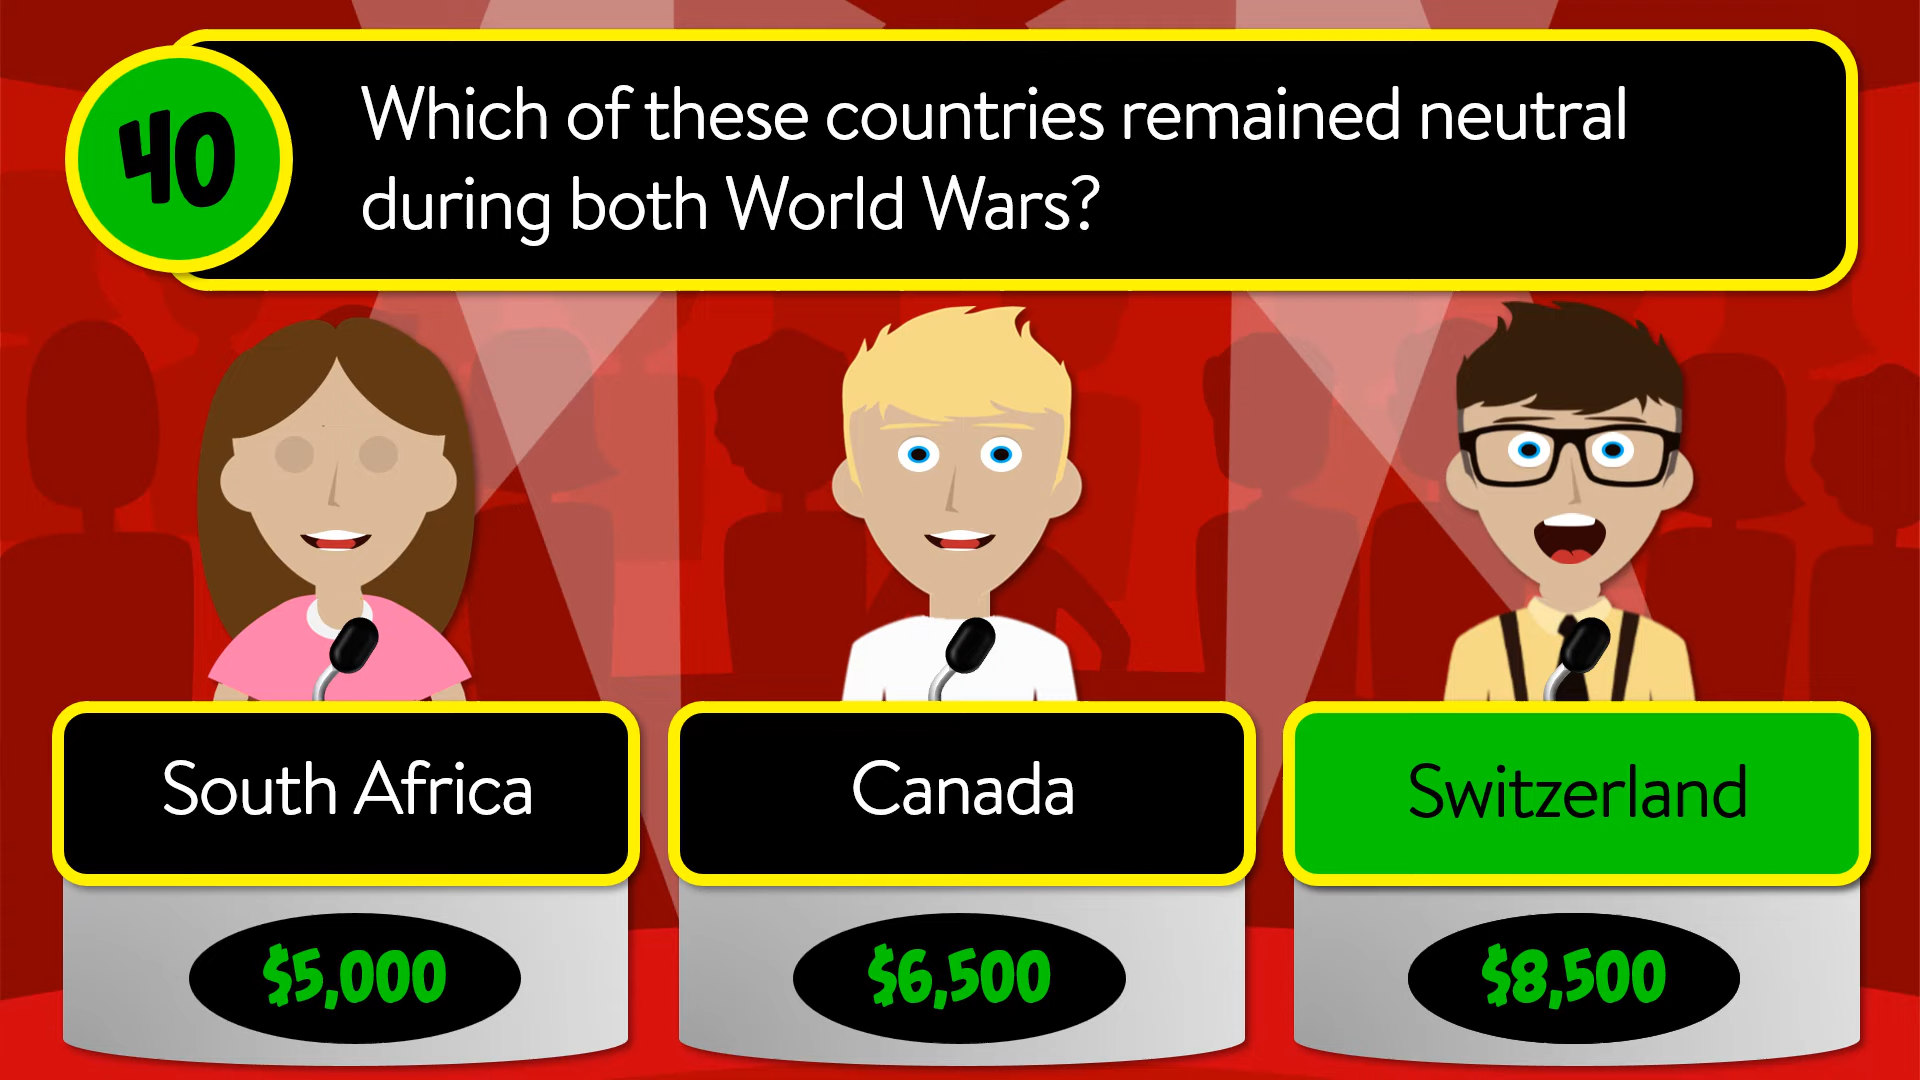 40
Which of these countries remained neutral
during both World Wars?
South Africa
Canada
Switzerland
$5,000
$6,500
$8,500